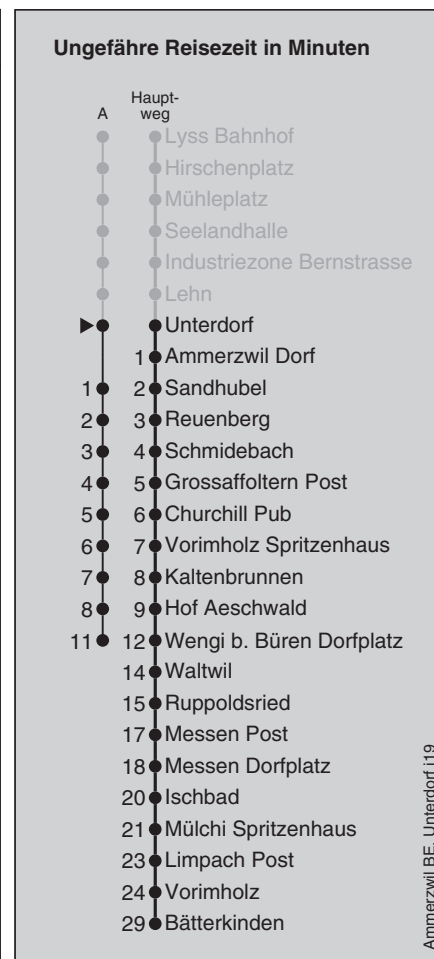 Ungefähre Reisezeit in Minuten
A Haupt-
weg
Lyss Bahnhof
Hirschenplatz
Mühleplatz
Seelandhalle
Industriezone Bernstrasse
Lehn
Unterdorf
1 Ammerzwil Dorf
1 2 Sandhubel
2 3 Reuenberg
3 4 Schmidebach
4 5 Grossaffoltern Post
5 6 Churchill Pub
6 7 Vorimholz Spritzenhaus
7 8 Kaltenbrunnen
8 9 Hof Aeschwald
11 12 Wengi b. Büren Dorfplatz
14 Waltwil
15 Ruppoldsried
17 Messen Post
18 Messen Dorfplatz
20 Ischbad
21 Mülchi Spritzenhaus
23 Limpach Post
24 Vorimholz
29 Bätterkinden
Ammerzwil BE, Unterdorf j19